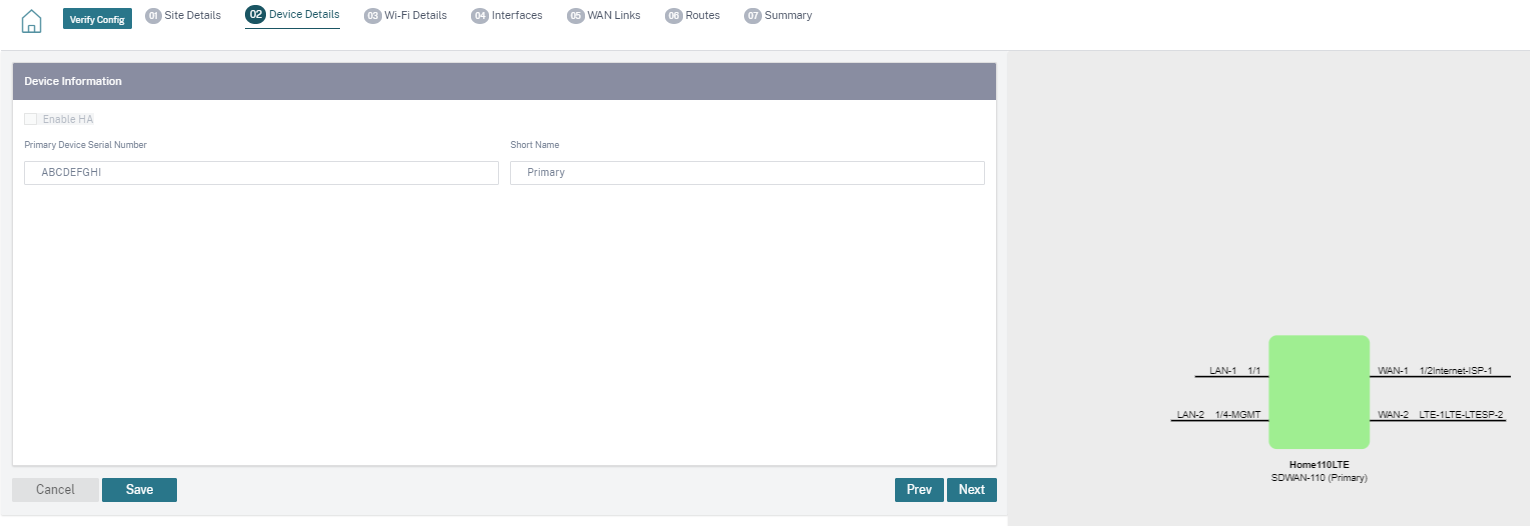 Verify Config
01 Site Details
02 Device Details
03 Wi-Fi Details
04 Interfaces
05 WAN Links
06 Routes
07 Summary
Device Information
Enable HA
Primary Device Serial Number
Short Name
ABCDEFGHI
Primary
Cancel
Save
Prev
Next
LAN-1 1/1
WAN-1 1/2Internet-ISP-1
LAN-2 1/4-MGMT
WAN-2 LTE-1LTE-LTESP-2
Home110LTE
SDWAN-110 (Primary)